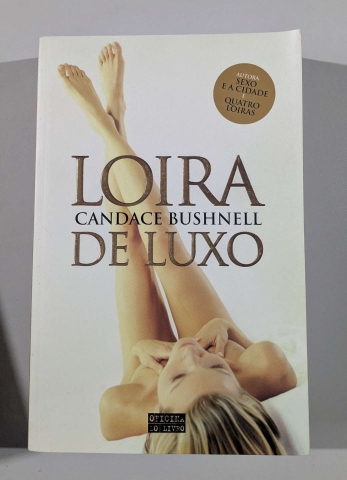 AUTORA
SEXO
E A CIDADE
E
QUATRO
LOIRAS
LOIRA
CANDACE BUSHNELL
DE LUXO
OFICINA
DO LIVRO